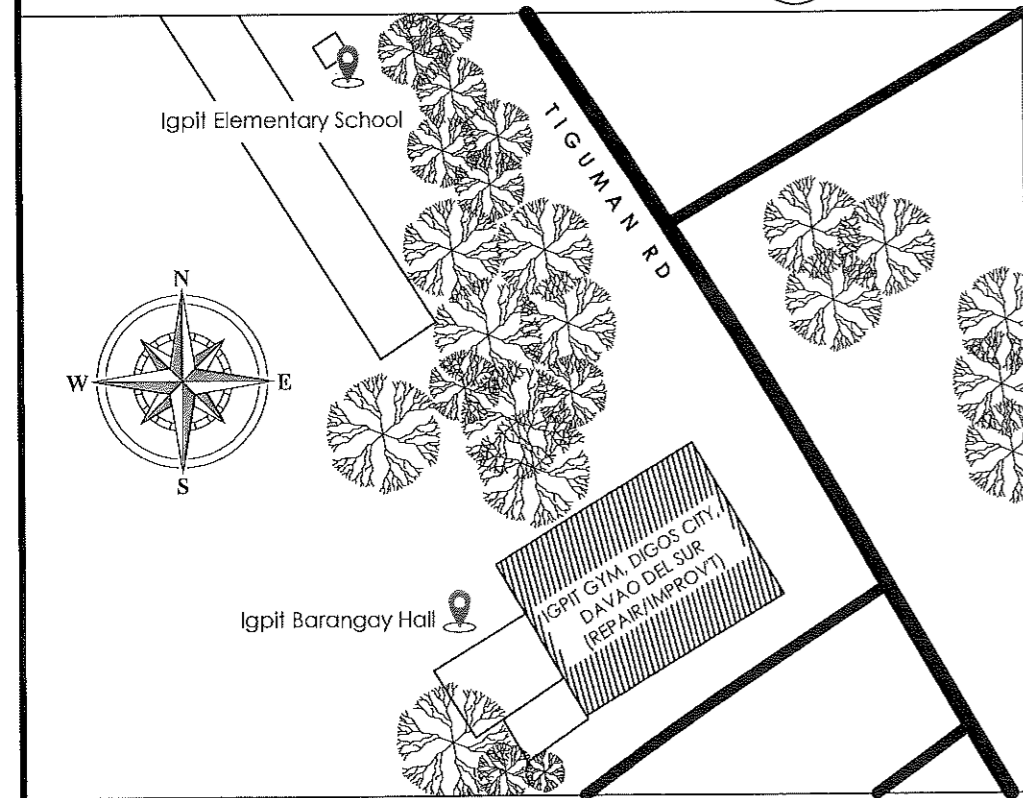 Igpit Elementary School
TIGUMAN RD
N
W
E
S
IGPIT GYM, DIGOS CITY,
DAVAO DEL SUR
(REPAIR/IMPROV'T)
Igpit Barangay Hall